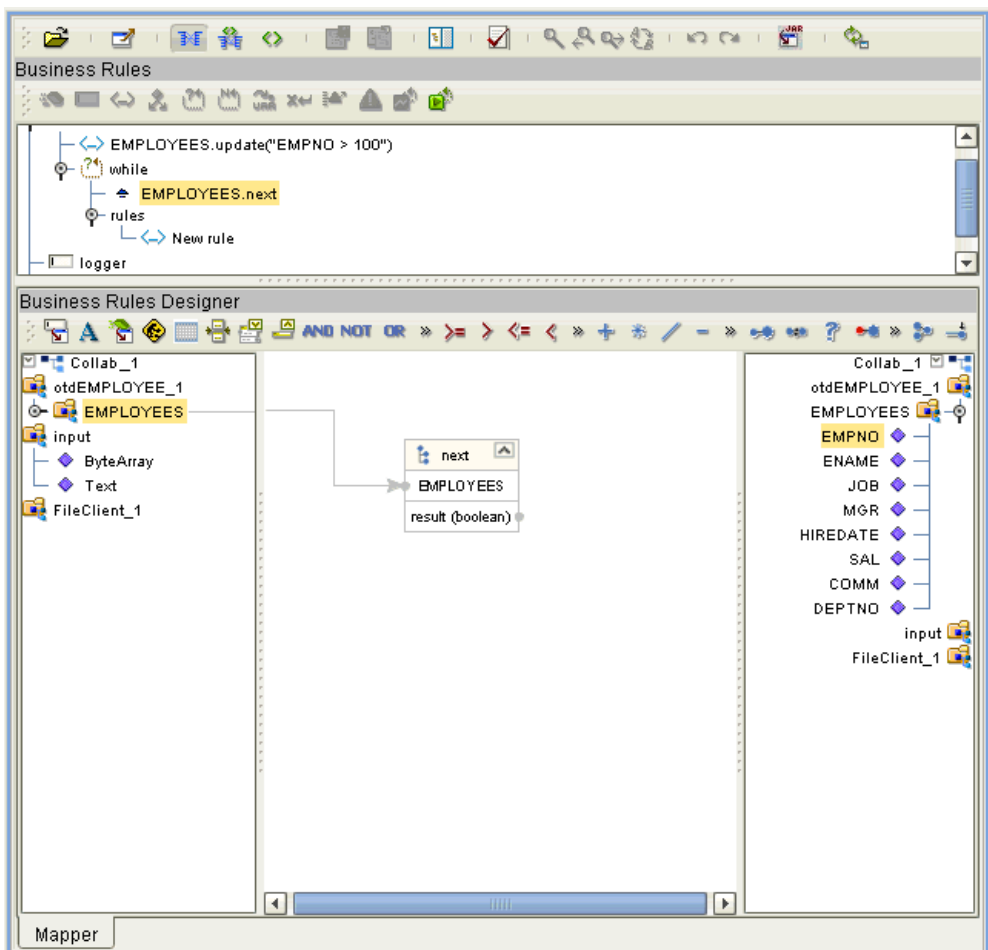 JAR
Business Rules
EMPLOYEES.update("EMPNO > 100")
while
EMPLOYEES.next
rules
New rule
logger
Business Rules Designer
A AND NOT OR » >= > <= < » + * / - » ? » 
Collab_1
otdEMPLOYEE_1
EMPLOYEES
input
ByteArray
Text
FileClient_1
next
EMPLOYEES
result (boolean)
Collab_1
otdEMPLOYEE_1
EMPLOYEES
EMPNO
ENAME
JOB
MGR
HIREDATE
SAL
COMM
DEPTNO
input
FileClient_1
Mapper